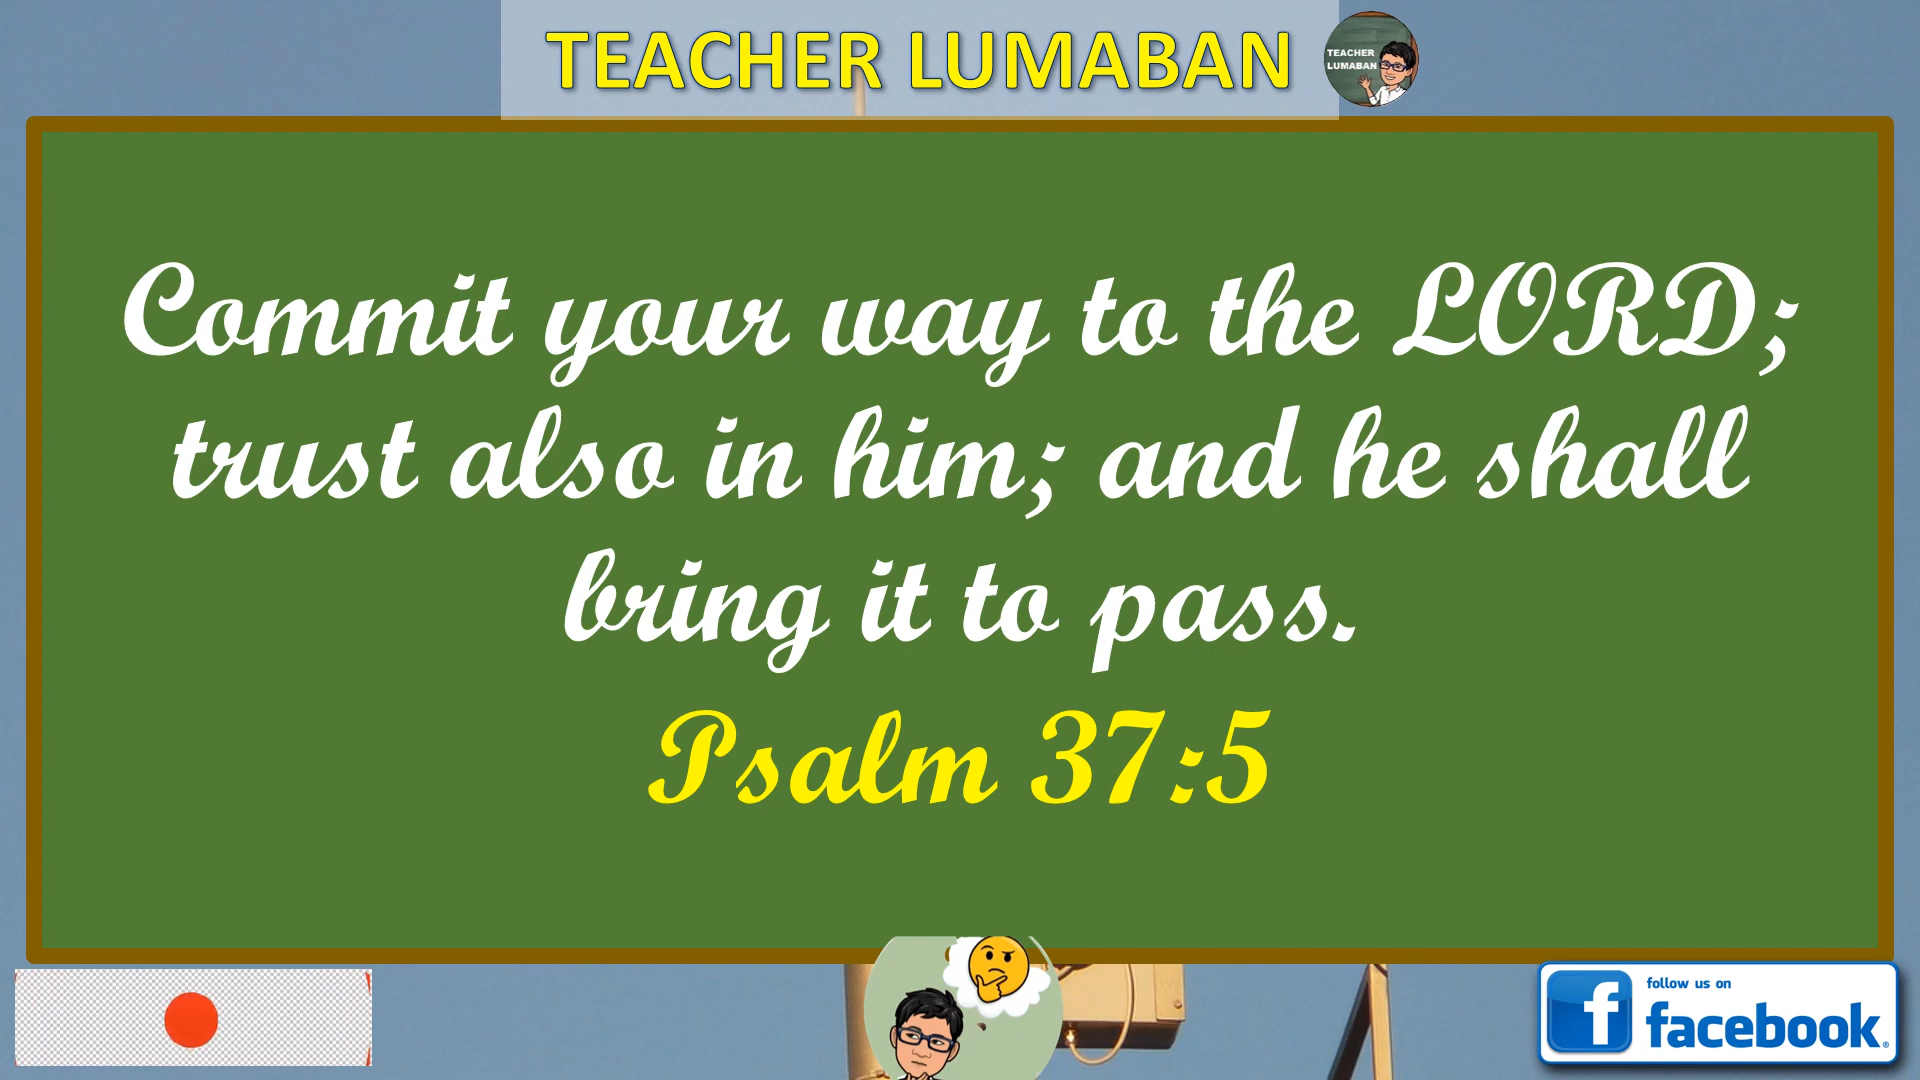 TEACHER LUMABAN
TEACHER
LUMABAN
Commit your way to the LORD;
trust also in him; and he shall
bring it to pass.
Psalm 37:5
follow us on
facebook